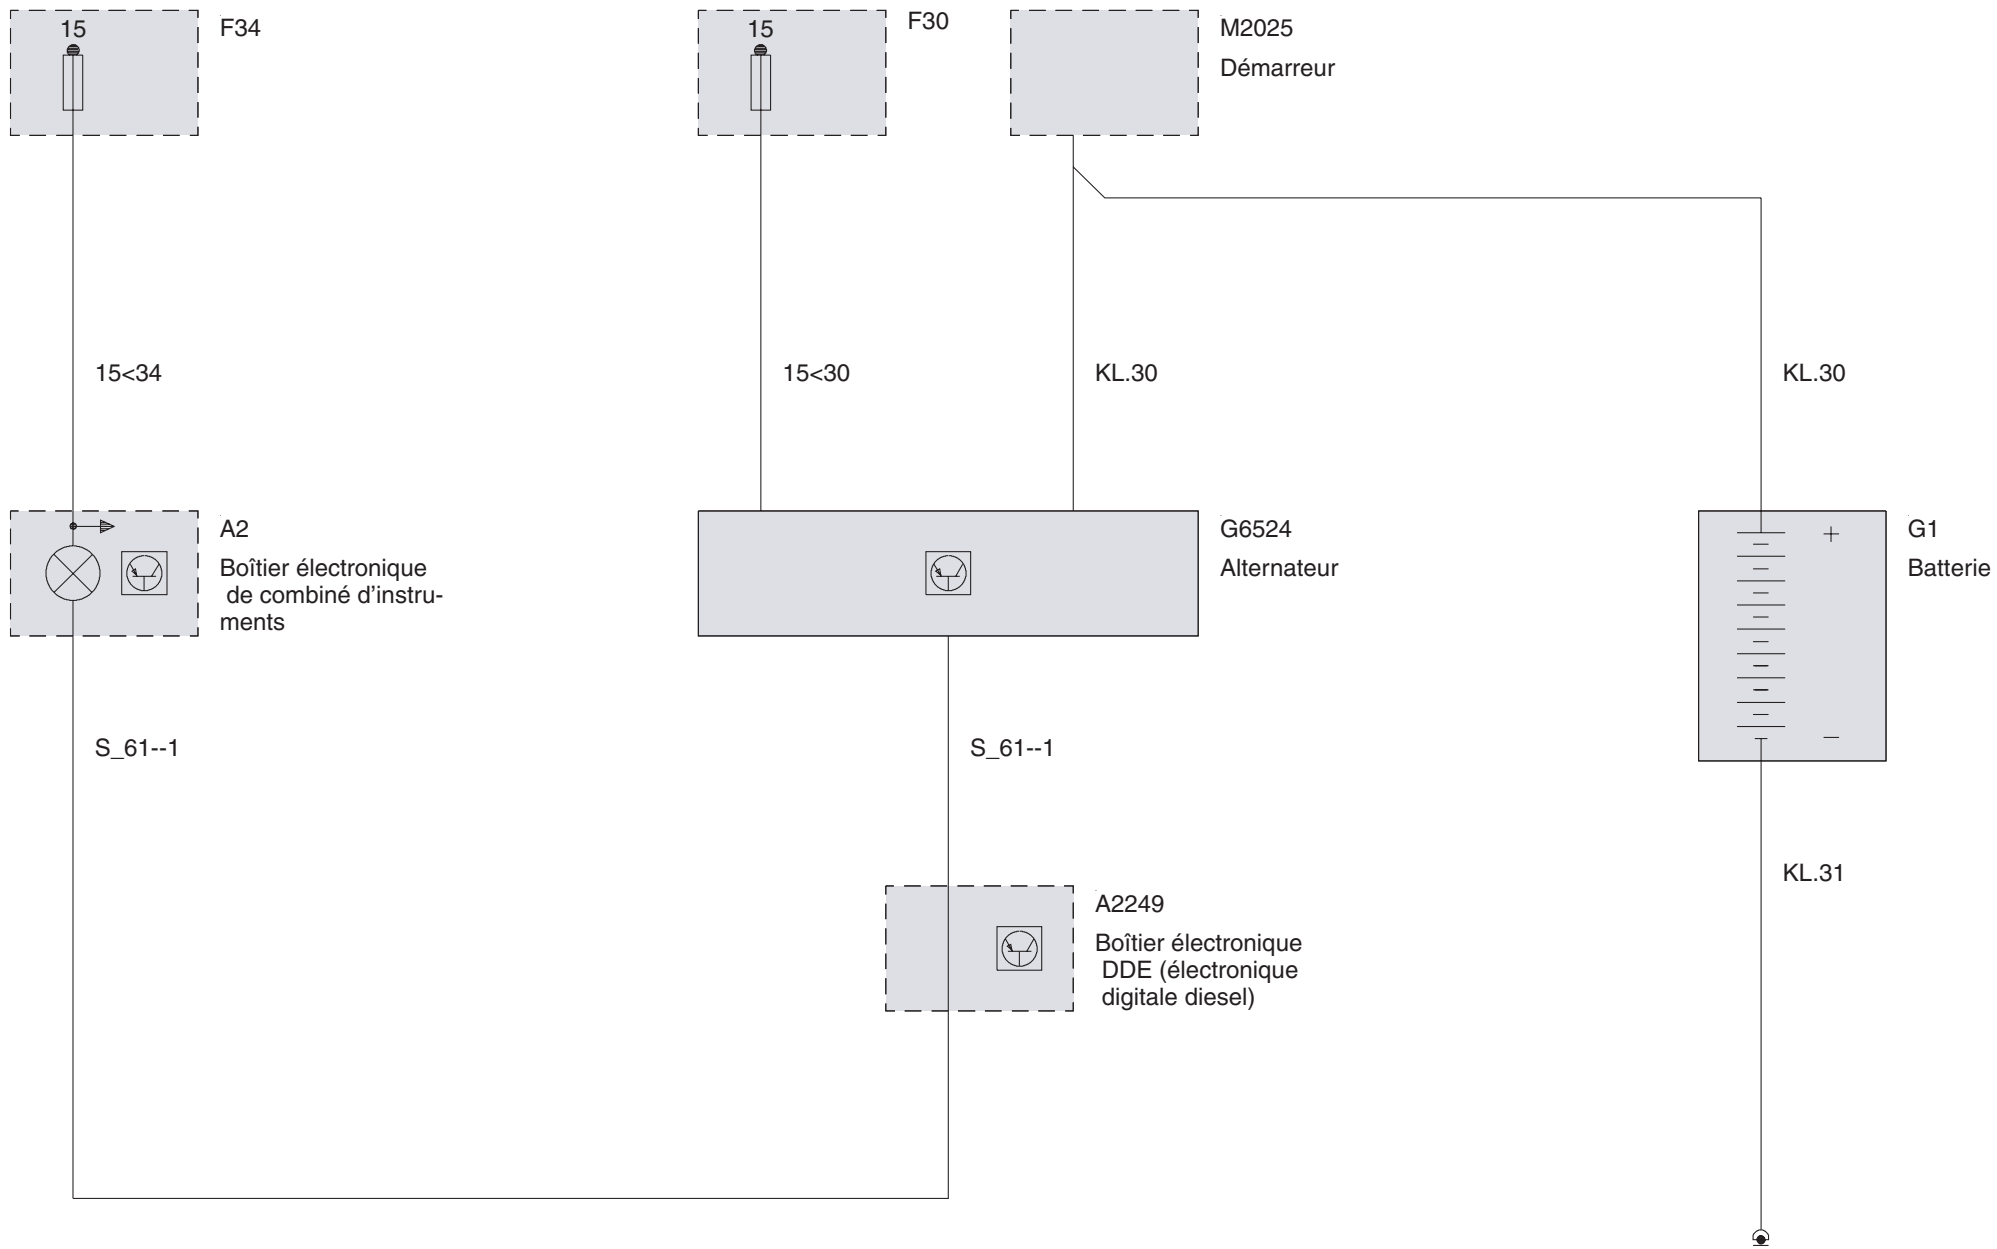 15
F34
15
F30
M2025
Démarreur
15<34
15<30
KL.30
KL.30
A2
Boîtier électronique
de combiné d'instru-
ments
G6524
Alternateur
G1
Batterie
+
−
S_61--1
S_61--1
KL.31
A2249
Boîtier électronique
DDE (électronique
digitale diesel)